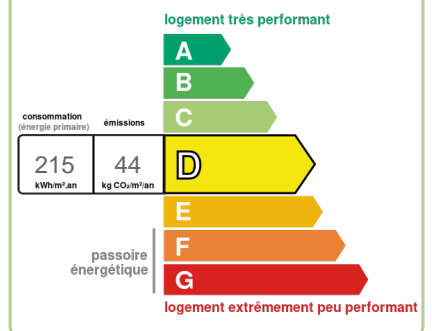 logement très performant
A
B
C
consommation
(énergie primaire)
émissions
215
kWh/m².an
44
kg CO₂/m²/an
D
E
F
G
passoire
énergétique
logement extrêmement peu performant